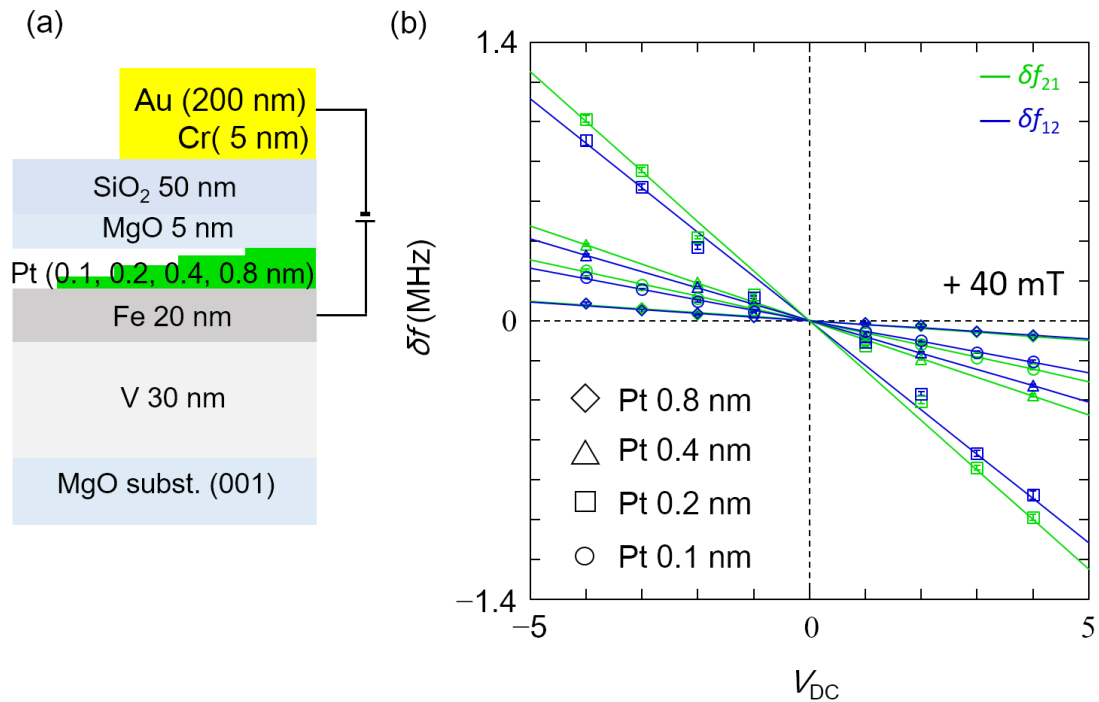 (a)
Au (200 nm)
Cr( 5 nm)
SiO₂ 50 nm
MgO 5 nm
Pt (0.1, 0.2, 0.4, 0.8 nm)
Fe 20 nm
V 30 nm
MgO subst. (001)
(b)
1.4
0
−1.4
δf (MHz)
δf₂₁
δf₁₂
+ 40 mT
Pt 0.8 nm
Pt 0.4 nm
Pt 0.2 nm
Pt 0.1 nm
−5
0
5
V_DC